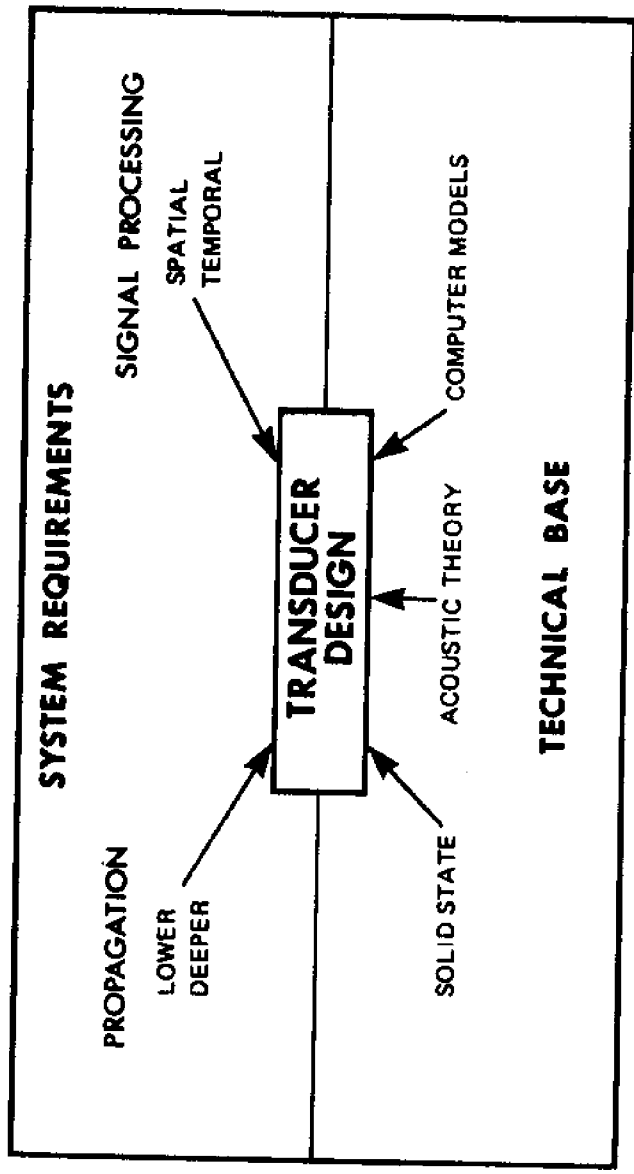 SYSTEM REQUIREMENTS
PROPAGATION
LOWER
DEEPER
SIGNAL PROCESSING
SPATIAL
TEMPORAL
TRANSDUCER
DESIGN
SOLID STATE
ACOUSTIC THEORY
COMPUTER MODELS
TECHNICAL BASE